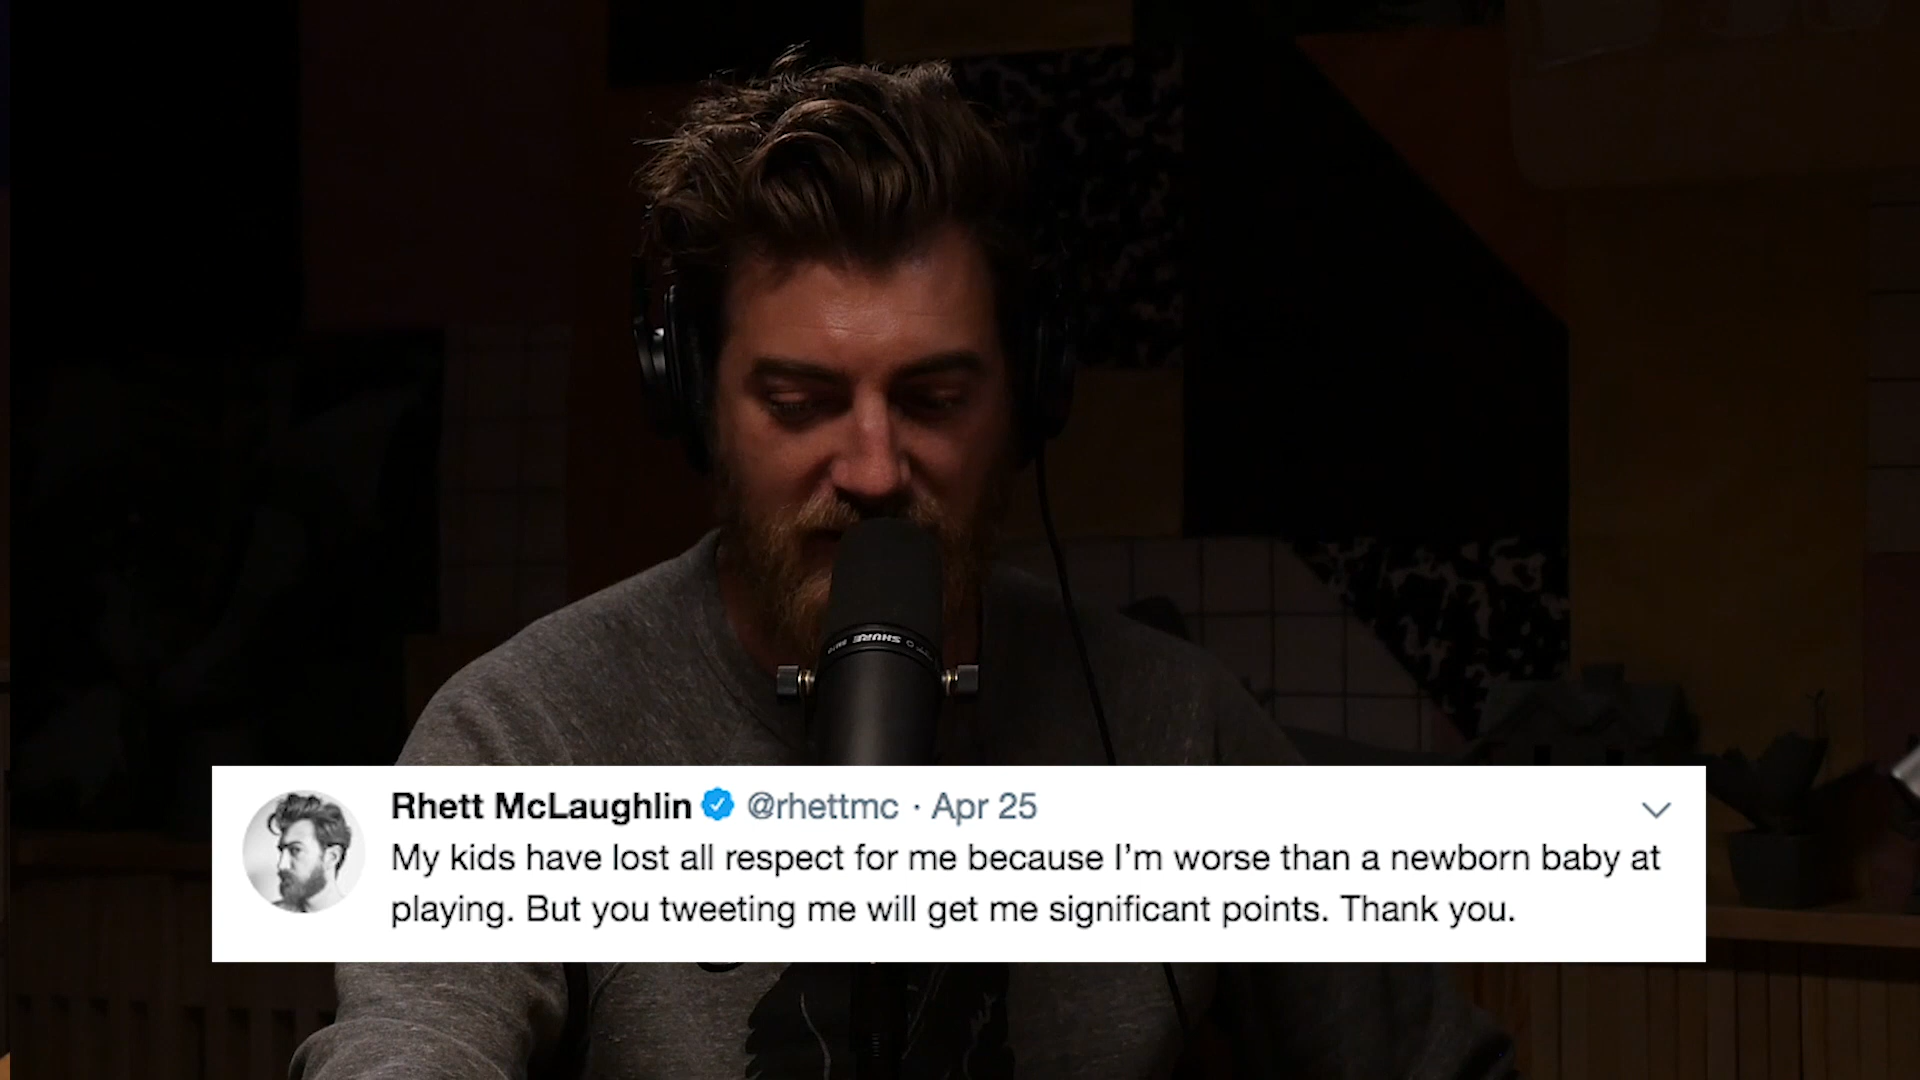 SHURE
Rhett McLaughlin @rhettmc · Apr 25
My kids have lost all respect for me because I’m worse than a newborn baby at
playing. But you tweeting me will get me significant points. Thank you.